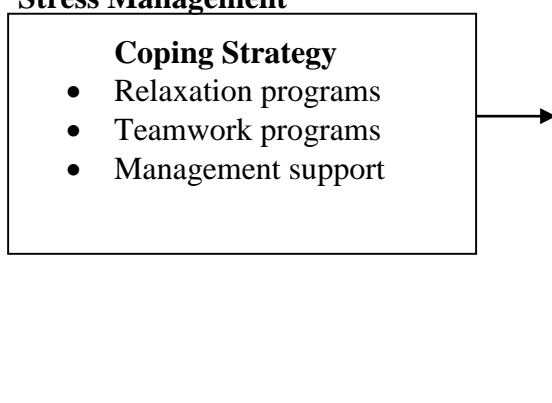 Stress Management
Coping Strategy
• Relaxation programs
• Teamwork programs
• Management support